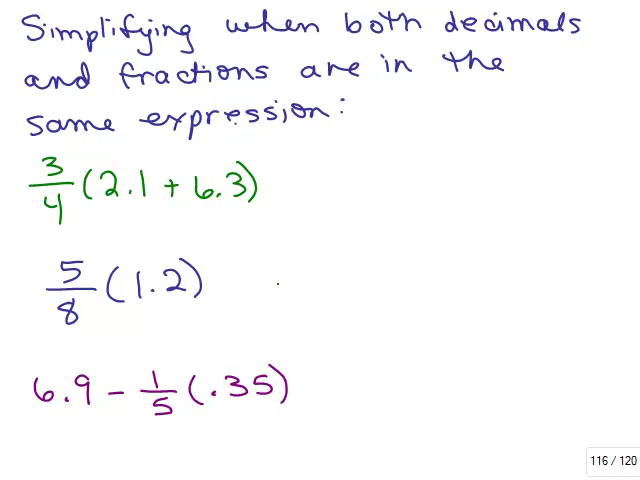 Simplifying when both decimals
and fractions are in the
same expression:
3/4 (2.1 + 6.3)
5/8 (1.2)
6.9 - 1/5 (.35)
116 / 120